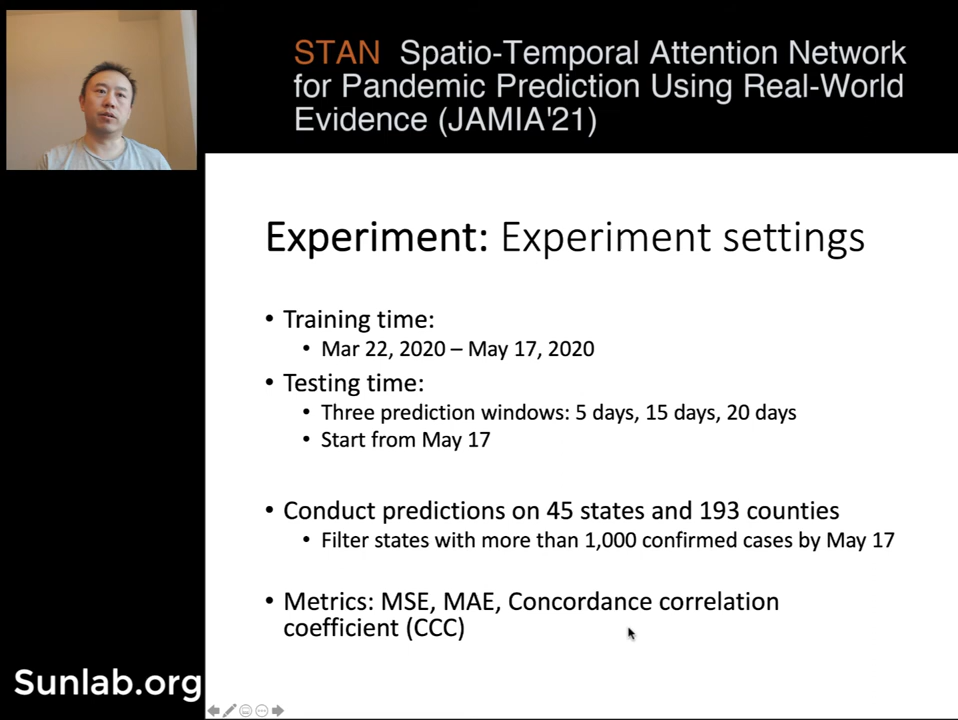 STAN Spatio-Temporal Attention Network
for Pandemic Prediction Using Real-World
Evidence (JAMIA'21)
Experiment: Experiment settings
• Training time:
• Mar 22, 2020 – May 17, 2020
• Testing time:
• Three prediction windows: 5 days, 15 days, 20 days
• Start from May 17
• Conduct predictions on 45 states and 193 counties
• Filter states with more than 1,000 confirmed cases by May 17
• Metrics: MSE, MAE, Concordance correlation
coefficient (CCC)
Sunlab.org